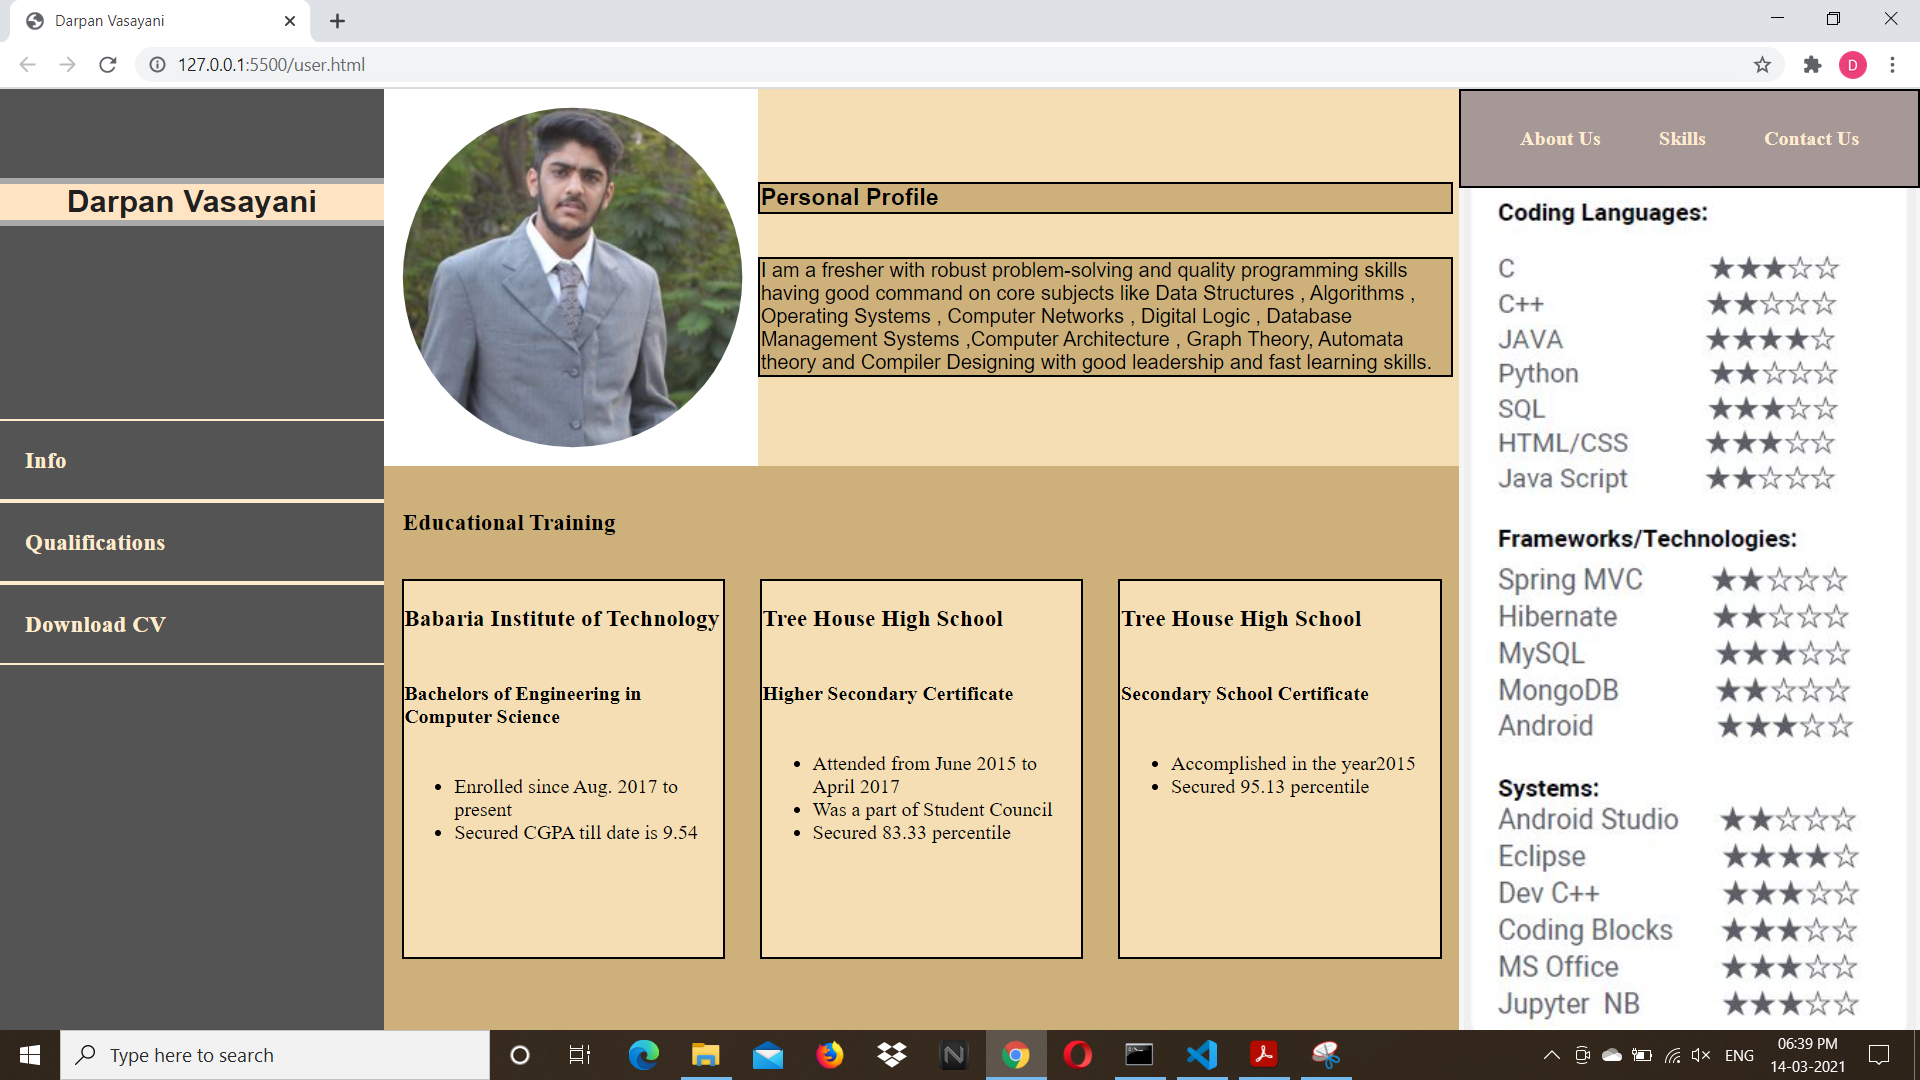 Darpan Vasayani
127.0.0.1:5500/user.html
D
Darpan Vasayani
Info
Qualifications
Download CV
Personal Profile
I am a fresher with robust problem-solving and quality programming skills
having good command on core subjects like Data Structures , Algorithms ,
Operating Systems , Computer Networks , Digital Logic , Database
Management Systems ,Computer Architecture , Graph Theory, Automata
theory and Compiler Designing with good leadership and fast learning skills.
Educational Training
Babaria Institute of Technology
Bachelors of Engineering in
Computer Science
Enrolled since Aug. 2017 to
present
Secured CGPA till date is 9.54
Tree House High School
Higher Secondary Certificate
Attended from June 2015 to
April 2017
Was a part of Student Council
Secured 83.33 percentile
Tree House High School
Secondary School Certificate
Accomplished in the year2015
Secured 95.13 percentile
About Us Skills Contact Us
Coding Languages:
C ★★★☆☆
C++ ★★☆☆☆
JAVA ★★★★☆
Python ★★☆☆☆
SQL ★★★☆☆
HTML/CSS ★★★☆☆
Java Script ★★☆☆☆
Frameworks/Technologies:
Spring MVC ★★☆☆☆
Hibernate ★★☆☆☆
MySQL ★★★☆☆
MongoDB ★★☆☆☆
Android ★★★☆☆
Systems:
Android Studio ★★☆☆☆
Eclipse ★★★★☆
Dev C++ ★★★☆☆
Coding Blocks ★★★☆☆
MS Office ★★★☆☆
Jupyter NB ★★★☆☆
Type here to search
N
ENG
06:39 PM
14-03-2021